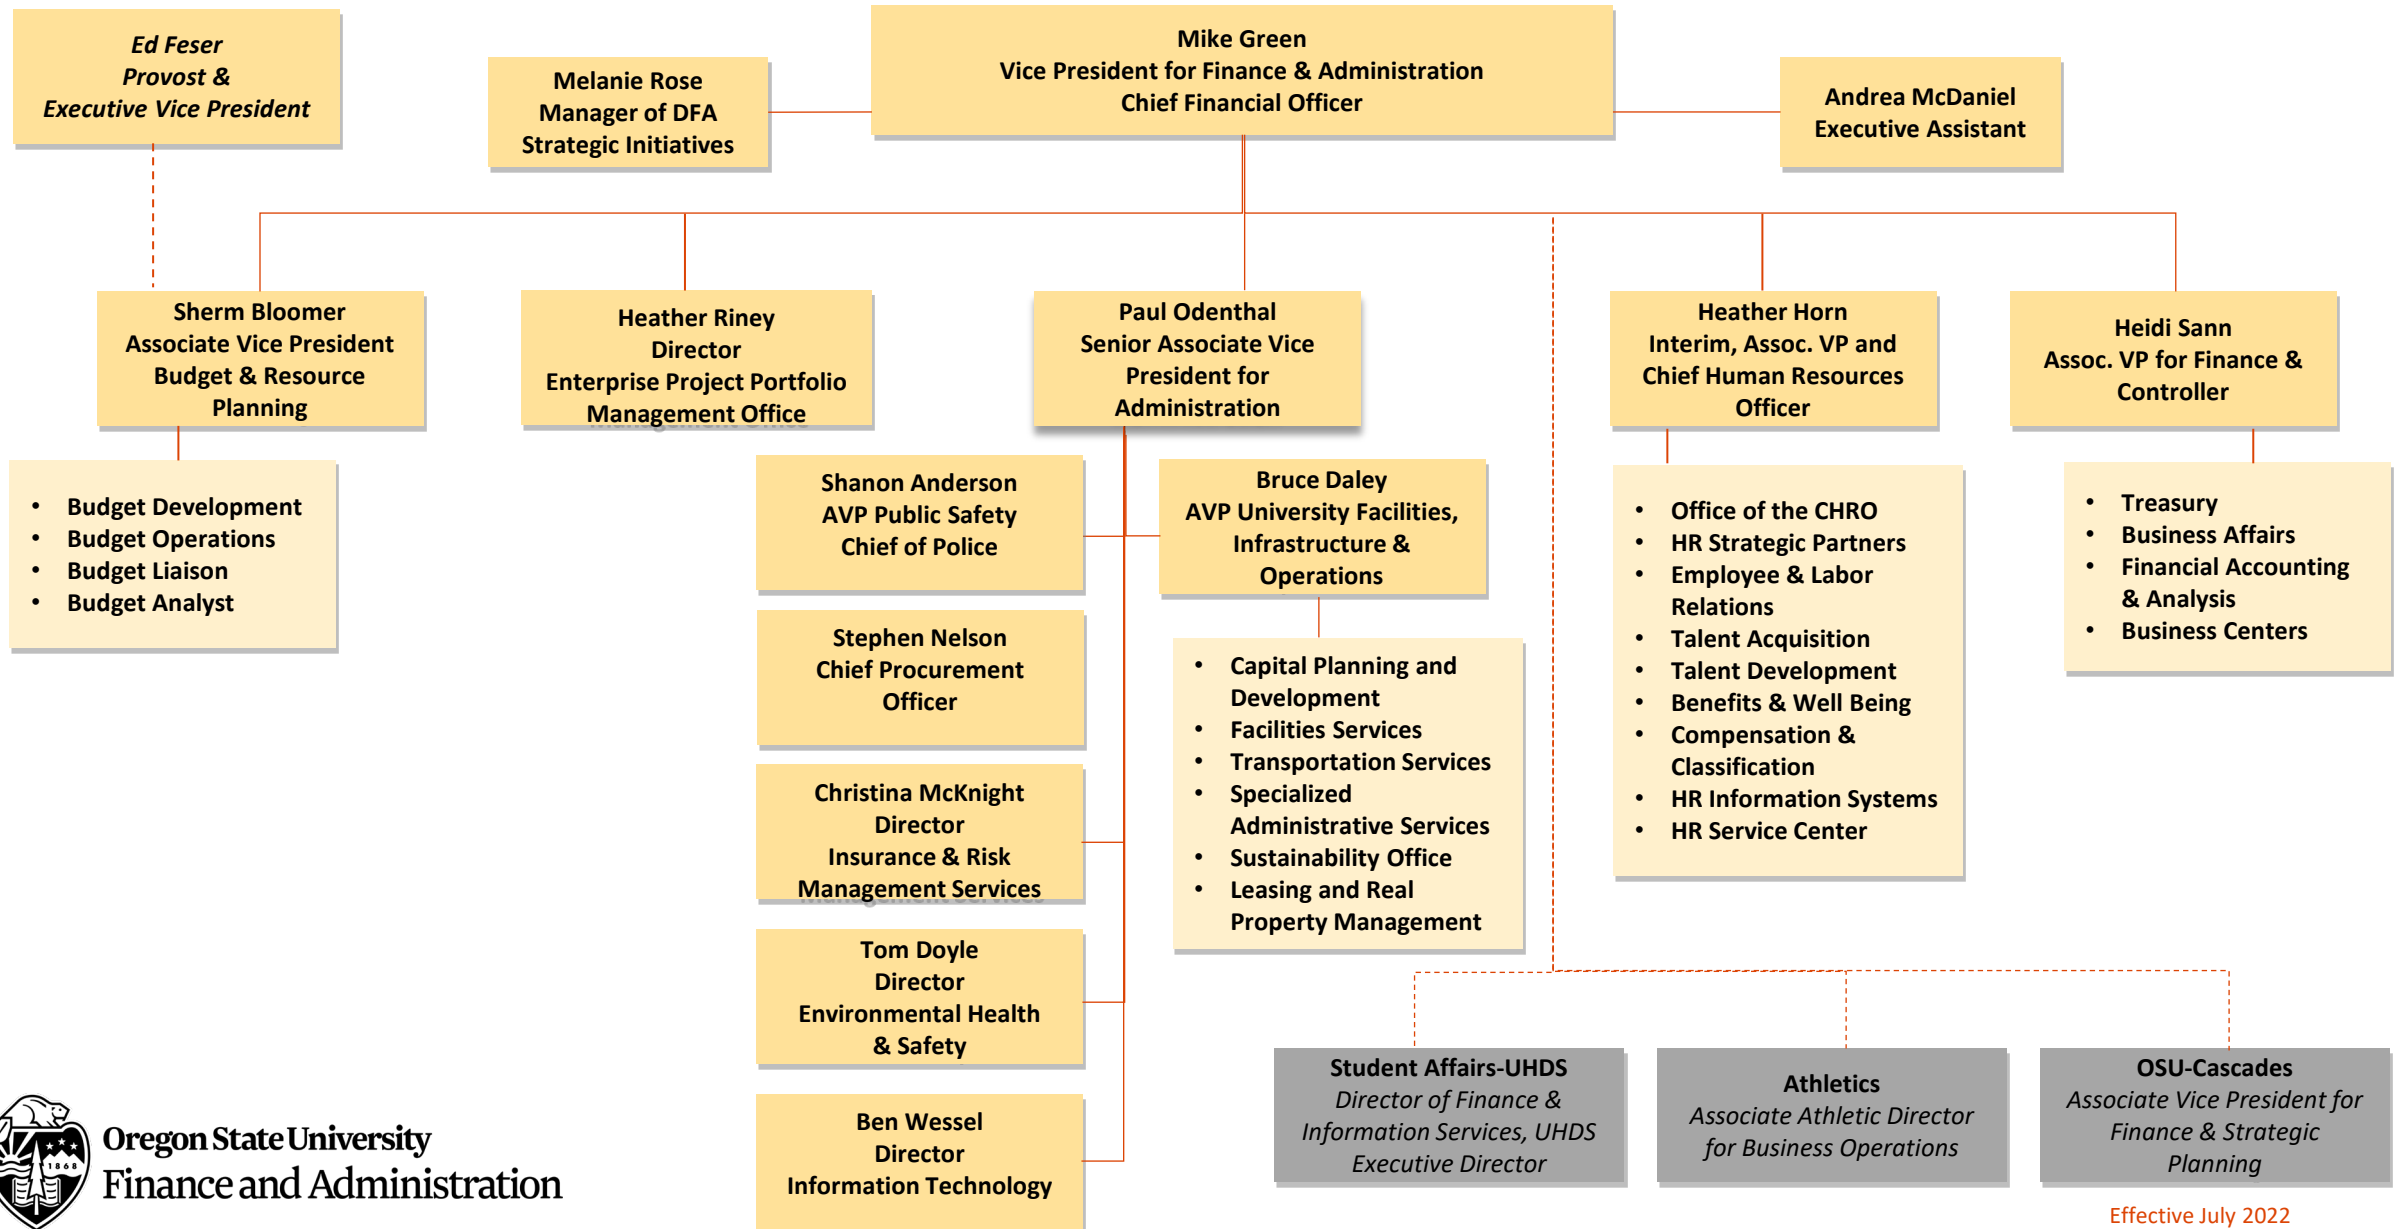 Ed Feser
Provost &
Executive Vice President
Melanie Rose
Manager of DFA
Strategic Initiatives
Mike Green
Vice President for Finance & Administration
Chief Financial Officer
Andrea McDaniel
Executive Assistant
Sherm Bloomer
Associate Vice President
Budget & Resource
Planning
Heather Riney
Director
Enterprise Project Portfolio
Management Office
Paul Odenthal
Senior Associate Vice
President for
Administration
Heather Horn
Interim, Assoc. VP and
Chief Human Resources
Officer
Heidi Sann
Assoc. VP for Finance &
Controller
• Budget Development
• Budget Operations
• Budget Liaison
• Budget Analyst
Shanon Anderson
AVP Public Safety
Chief of Police
Stephen Nelson
Chief Procurement
Officer
Christina McKnight
Director
Insurance & Risk
Management Services
Tom Doyle
Director
Environmental Health
& Safety
Ben Wessel
Director
Information Technology
Bruce Daley
AVP University Facilities,
Infrastructure &
Operations
• Capital Planning and
Development
• Facilities Services
• Transportation Services
• Specialized
Administrative Services
• Sustainability Office
• Leasing and Real
Property Management
• Office of the CHRO
• HR Strategic Partners
• Employee & Labor
Relations
• Talent Acquisition
• Talent Development
• Benefits & Well Being
• Compensation &
Classification
• HR Information Systems
• HR Service Center
• Treasury
• Business Affairs
• Financial Accounting
& Analysis
• Business Centers
Student Affairs-UHDS
Director of Finance &
Information Services, UHDS
Executive Director
Athletics
Associate Athletic Director
for Business Operations
OSU-Cascades
Associate Vice President for
Finance & Strategic
Planning
1868
Oregon State University
Finance and Administration
Effective July 2022